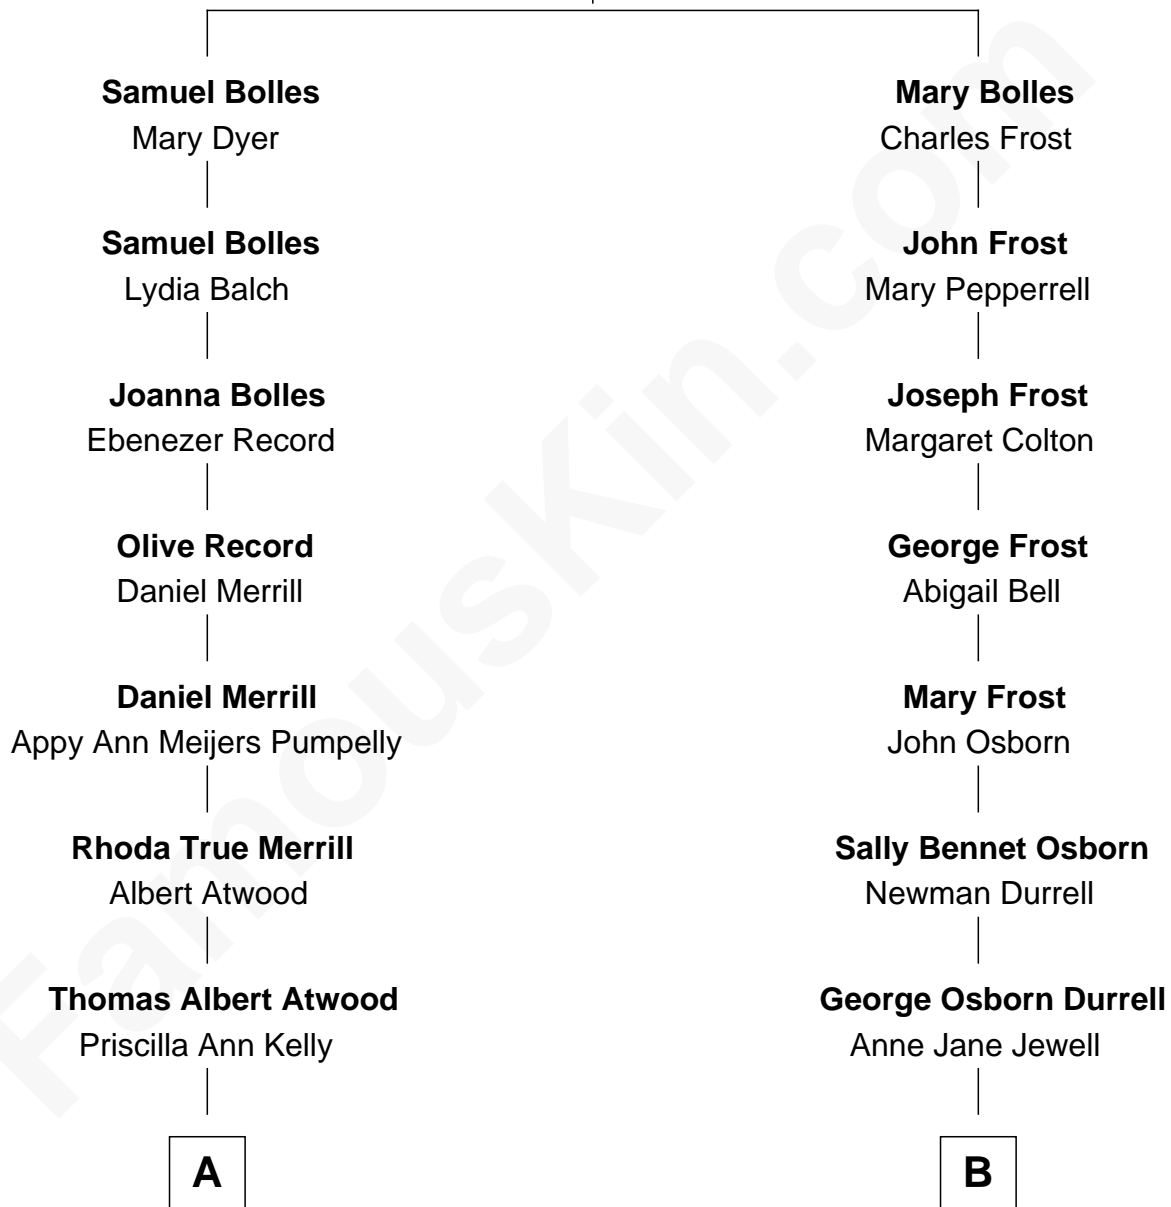 Samuel Bolles
Mary Dyer
Samuel Bolles
Lydia Balch
Joanna Bolles
Ebenezer Record
Olive Record
Daniel Merrill
Daniel Merrill
Appy Ann Meijers Pumpelly
Rhoda True Merrill
Albert Atwood
Thomas Albert Atwood
Priscilla Ann Kelly
A
Mary Bolles
Charles Frost
John Frost
Mary Pepperrell
Joseph Frost
Margaret Colton
George Frost
Abigail Bell
Mary Frost
John Osborn
Sally Bennet Osborn
Newman Durrell
George Osborn Durrell
Anne Jane Jewell
B
FamousKin.com